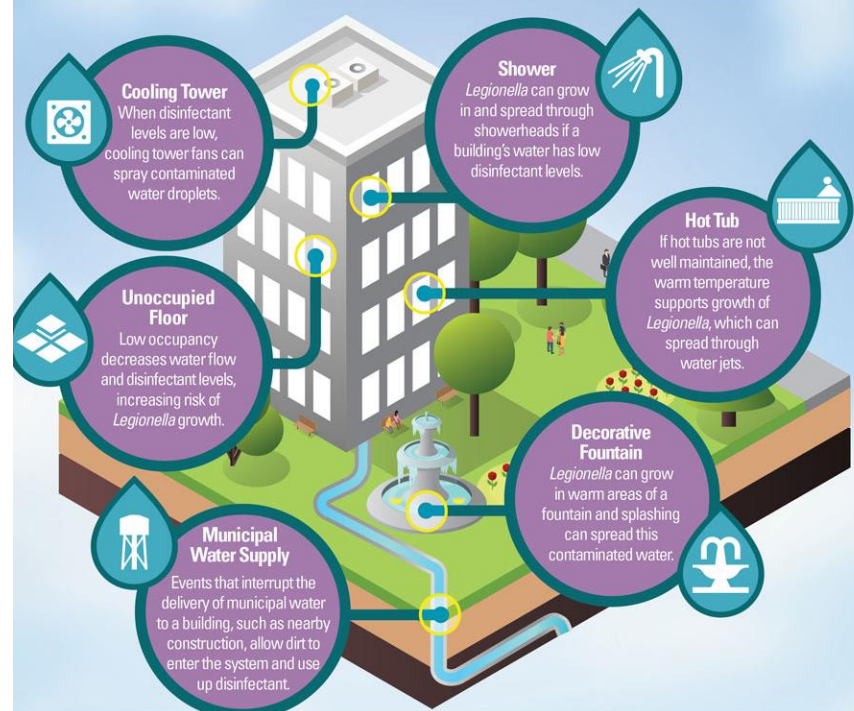 Cooling Tower
When disinfectant
levels are low,
cooling tower fans can
spray contaminated
water droplets.
Shower
Legionella can grow
in and spread through
showerheads if a
building's water has low
disinfectant levels.
Hot Tub
If hot tubs are not
well maintained, the
warm temperature
supports growth of
Legionella, which can
spread through
water jets.
Unoccupied
Floor
Low occupancy
decreases water flow
and disinfectant levels,
increasing risk of
Legionella growth.
Decorative
Fountain
Legionella can grow
in warm areas of a
fountain and splashing
can spread this
contaminated water.
Municipal
Water Supply
Events that interrupt the
delivery of municipal water
to a building, such as nearby
construction, allow dirt to
enter the system and use
up disinfectant.